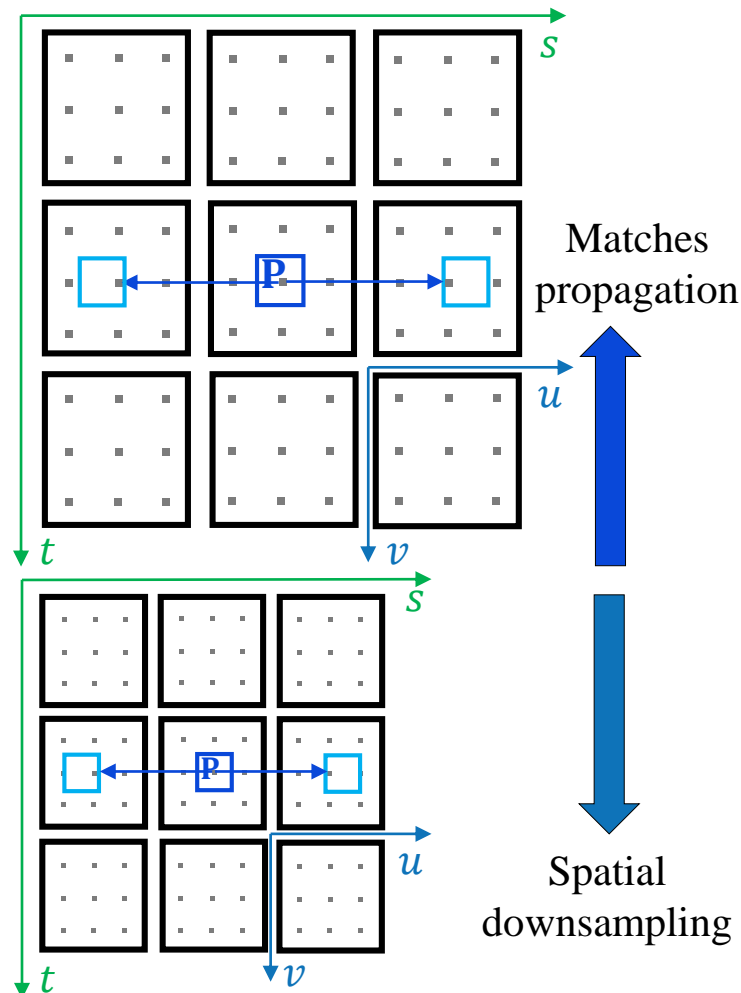 s
P
Matches
propagation
u
t
v
s
P
u
Spatial
downsampling
t
v